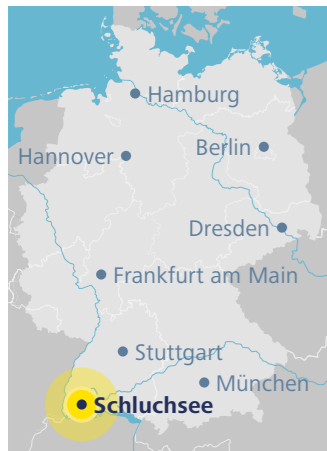 Hamburg
Hannover
Berlin
Dresden
Frankfurt am Main
Stuttgart
München
Schluchsee